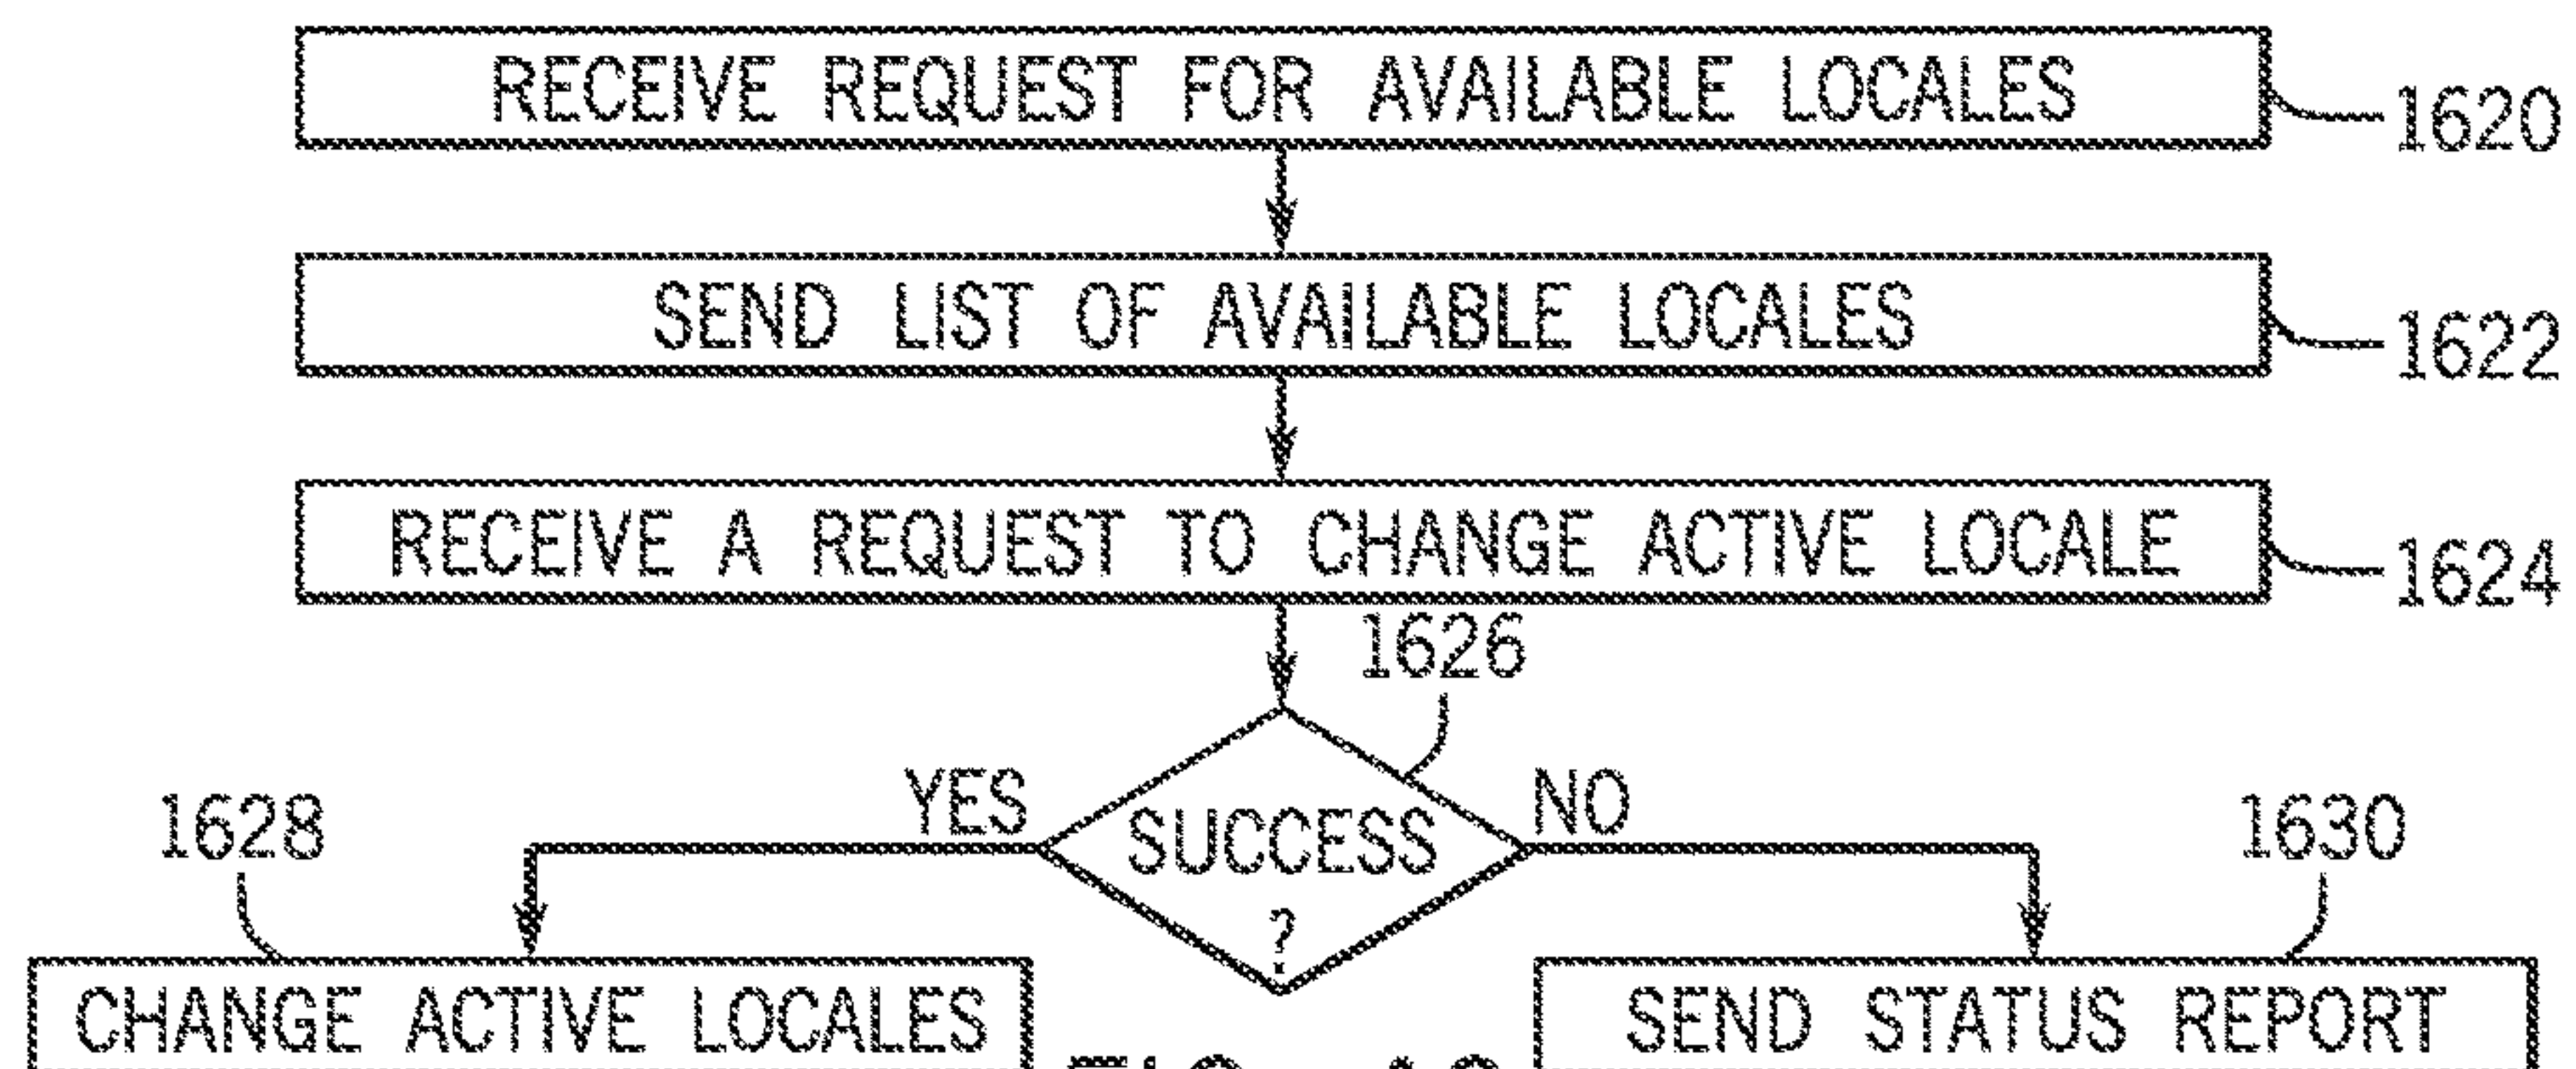 RECEIVE REQUEST FOR AVAILABLE LOCALES
1620
SEND LIST OF AVAILABLE LOCALES
1622
RECEIVE A REQUEST TO CHANGE ACTIVE LOCALE
1624
1626
YES
SUCCESS
?
NO
1628
1630
CHANGE ACTIVE LOCALES
SEND STATUS REPORT